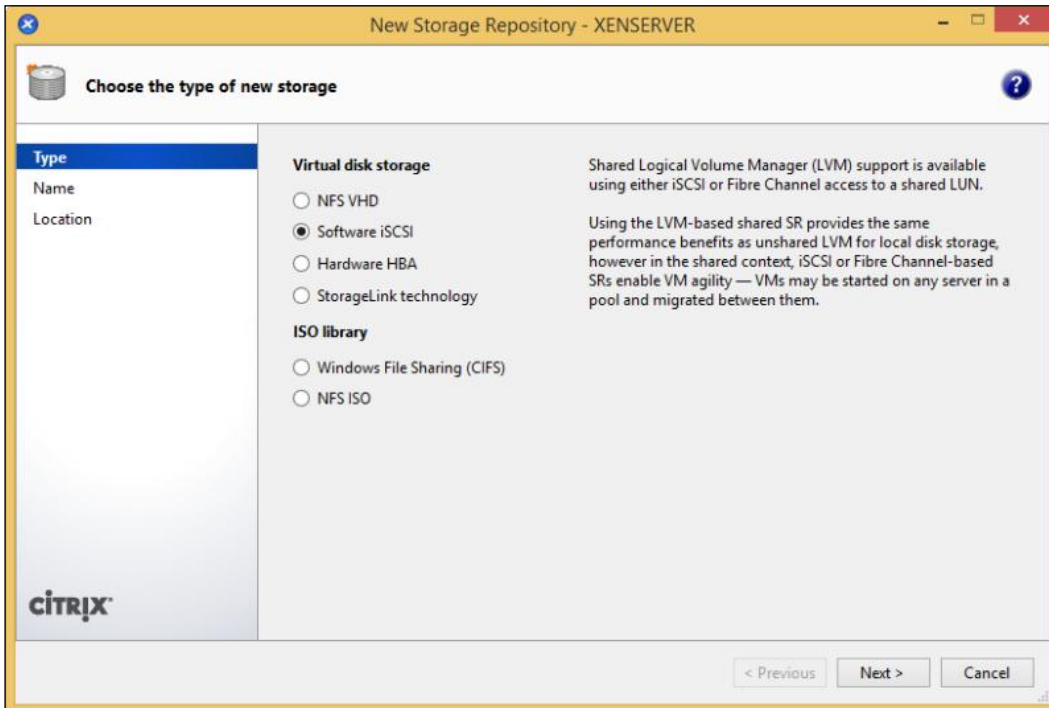 New Storage Repository - XENSERVER
Choose the type of new storage
?
Type
Name
Location
Virtual disk storage
NFS VHD
Software iSCSI
Hardware HBA
StorageLink technology
ISO library
Windows File Sharing (CIFS)
NFS ISO
Shared Logical Volume Manager (LVM) support is available
using either iSCSI or Fibre Channel access to a shared LUN.
Using the LVM-based shared SR provides the same
performance benefits as unshared LVM for local disk storage,
however in the shared context, iSCSI or Fibre Channel-based
SRs enable VM agility — VMs may be started on any server in a
pool and migrated between them.
CITRIX
< Previous
Next >
Cancel